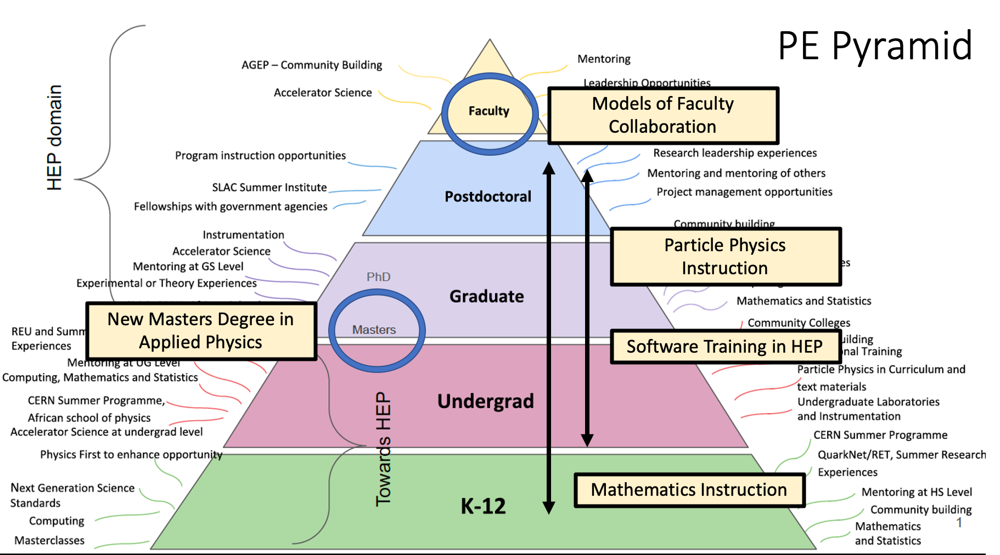 PE Pyramid
HEP domain
AGEP – Community Building
Accelerator Science
Mentoring
Leadership Opportunities
Faculty
Models of Faculty
Collaboration
Program instruction opportunities
SLAC Summer Institute
Fellowships with government agencies
Research leadership experiences
Mentoring and mentoring of others
Project management opportunities
Postdoctoral
Community building
Instrumentation
Accelerator Science
Mentoring at GS Level
Experimental or Theory Experiences
PhD
Graduate
Masters
Particle Physics
Instruction
Mathematics and Statistics
New Masters Degree in
Applied Physics
Community Colleges
Software Training in HEP
REU and Summ
Experiences
Mentoring at UG Level
Computing, Mathematics and Statistics
CERN Summer Programme,
African school of physics
Accelerator Science at undergrad level
Undergrad
Towards HEP
uilding
nal Training
Particle Physics in Curriculum and
text materials
Undergraduate Laboratories
and Instrumentation
Physics First to enhance opportunity
Next Generation Science
Standards
Computing
Masterclasses
K-12
Mathematics Instruction
CERN Summer Programme
QuarkNet/RET, Summer Research
Experiences
Mentoring at HS Level
Community building
Mathematics
and Statistics
1